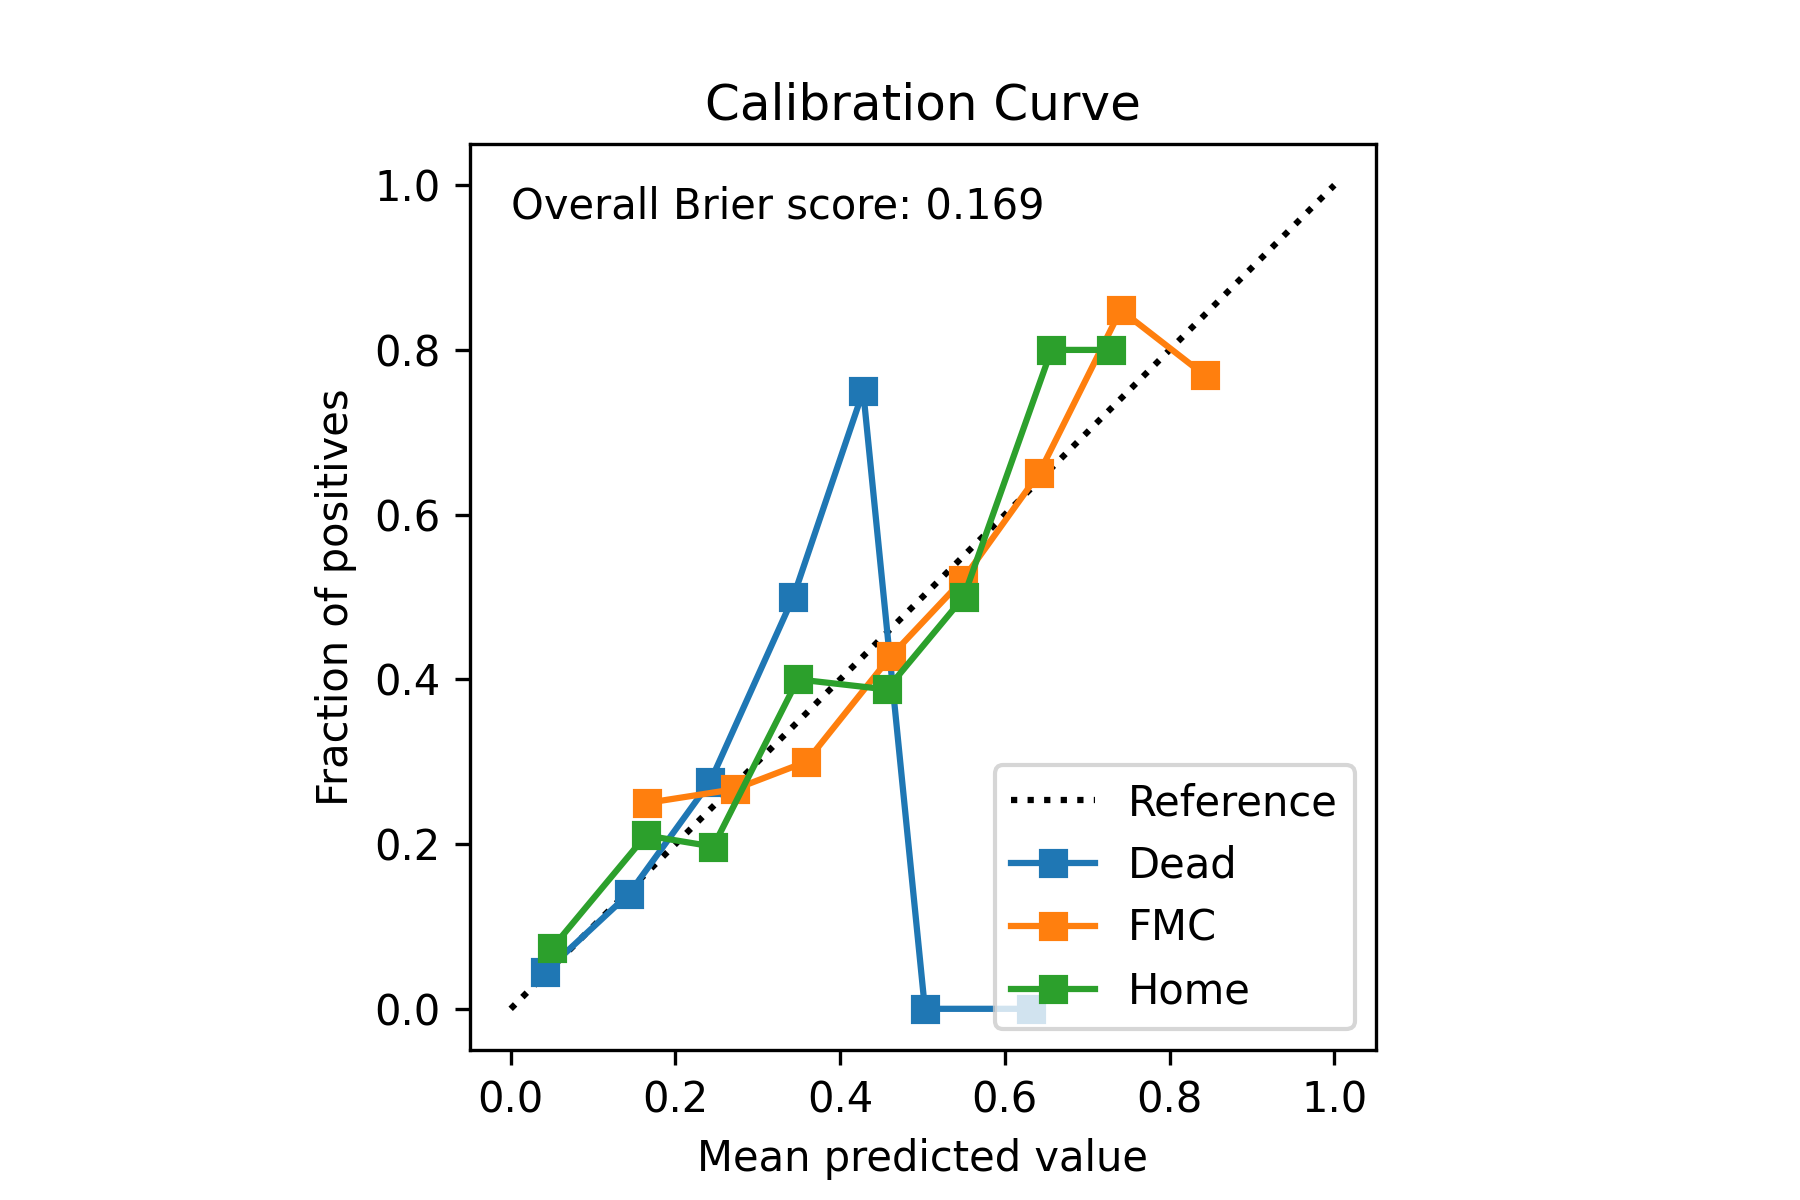 Calibration Curve
Overall Brier score: 0.169
Fraction of positives
1.0
0.8
0.6
0.4
0.2
0.0
Reference
Dead
FMC
Home
0.0 0.2 0.4 0.6 0.8 1.0
Mean predicted value